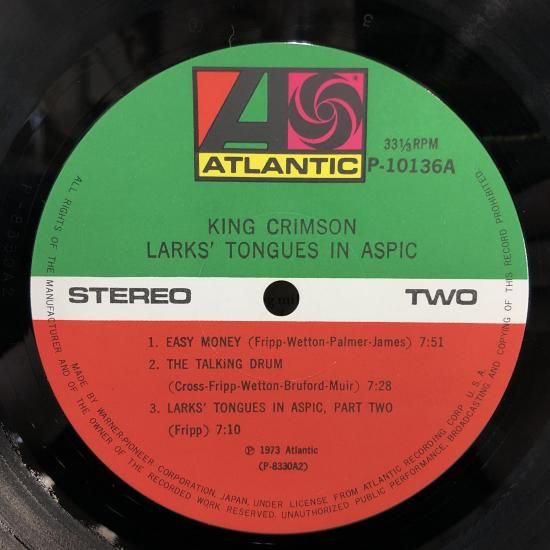 ATLANTIC
33⅓ RPM
P-10136A
KING CRIMSON
LARKS' TONGUES IN ASPIC
STEREO
TWO
1. EASY MONEY (Fripp-Wetton-Palmer-James) 7:51
2. THE TALKiNG DRUM
(Cross-Fripp-Wetton-Bruford-Muir) 7:28
3. LARKS' TONGUES IN ASPIC, PART TWO
(Fripp) 7:10
℗ 1973 Atlantic
(P-8330A2)
ALL RIGHTS OF THE MANUFACTURER AND OF THE OWNER OF THE RECORDED WORK RESERVED. UNAUTHORIZED PUBLIC PERFORMANCE, BROADCASTING AND COPYING OF THIS RECORD PROHIBITED.
MADE BY WARNER-PIONEER CORPORATION, JAPAN, UNDER LICENSE FROM ATLANTIC RECORDING CORP. U.S.A.
P-8330A2